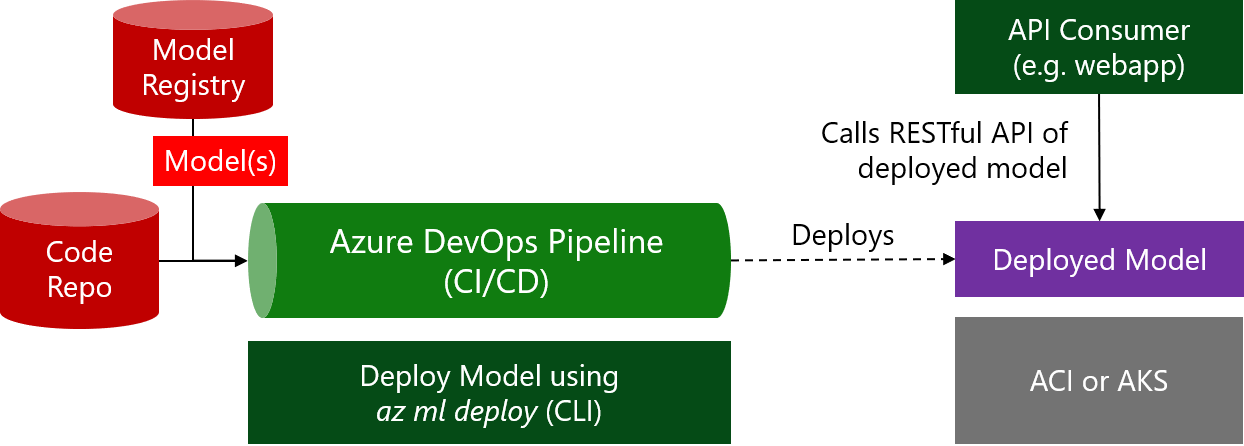 Model
Registry
Model(s)
Code
Repo
Azure DevOps Pipeline
(CI/CD)
Deploy Model using
az ml deploy (CLI)
Deploys
API Consumer
(e.g. webapp)
Calls RESTful API of
deployed model
Deployed Model
ACI or AKS